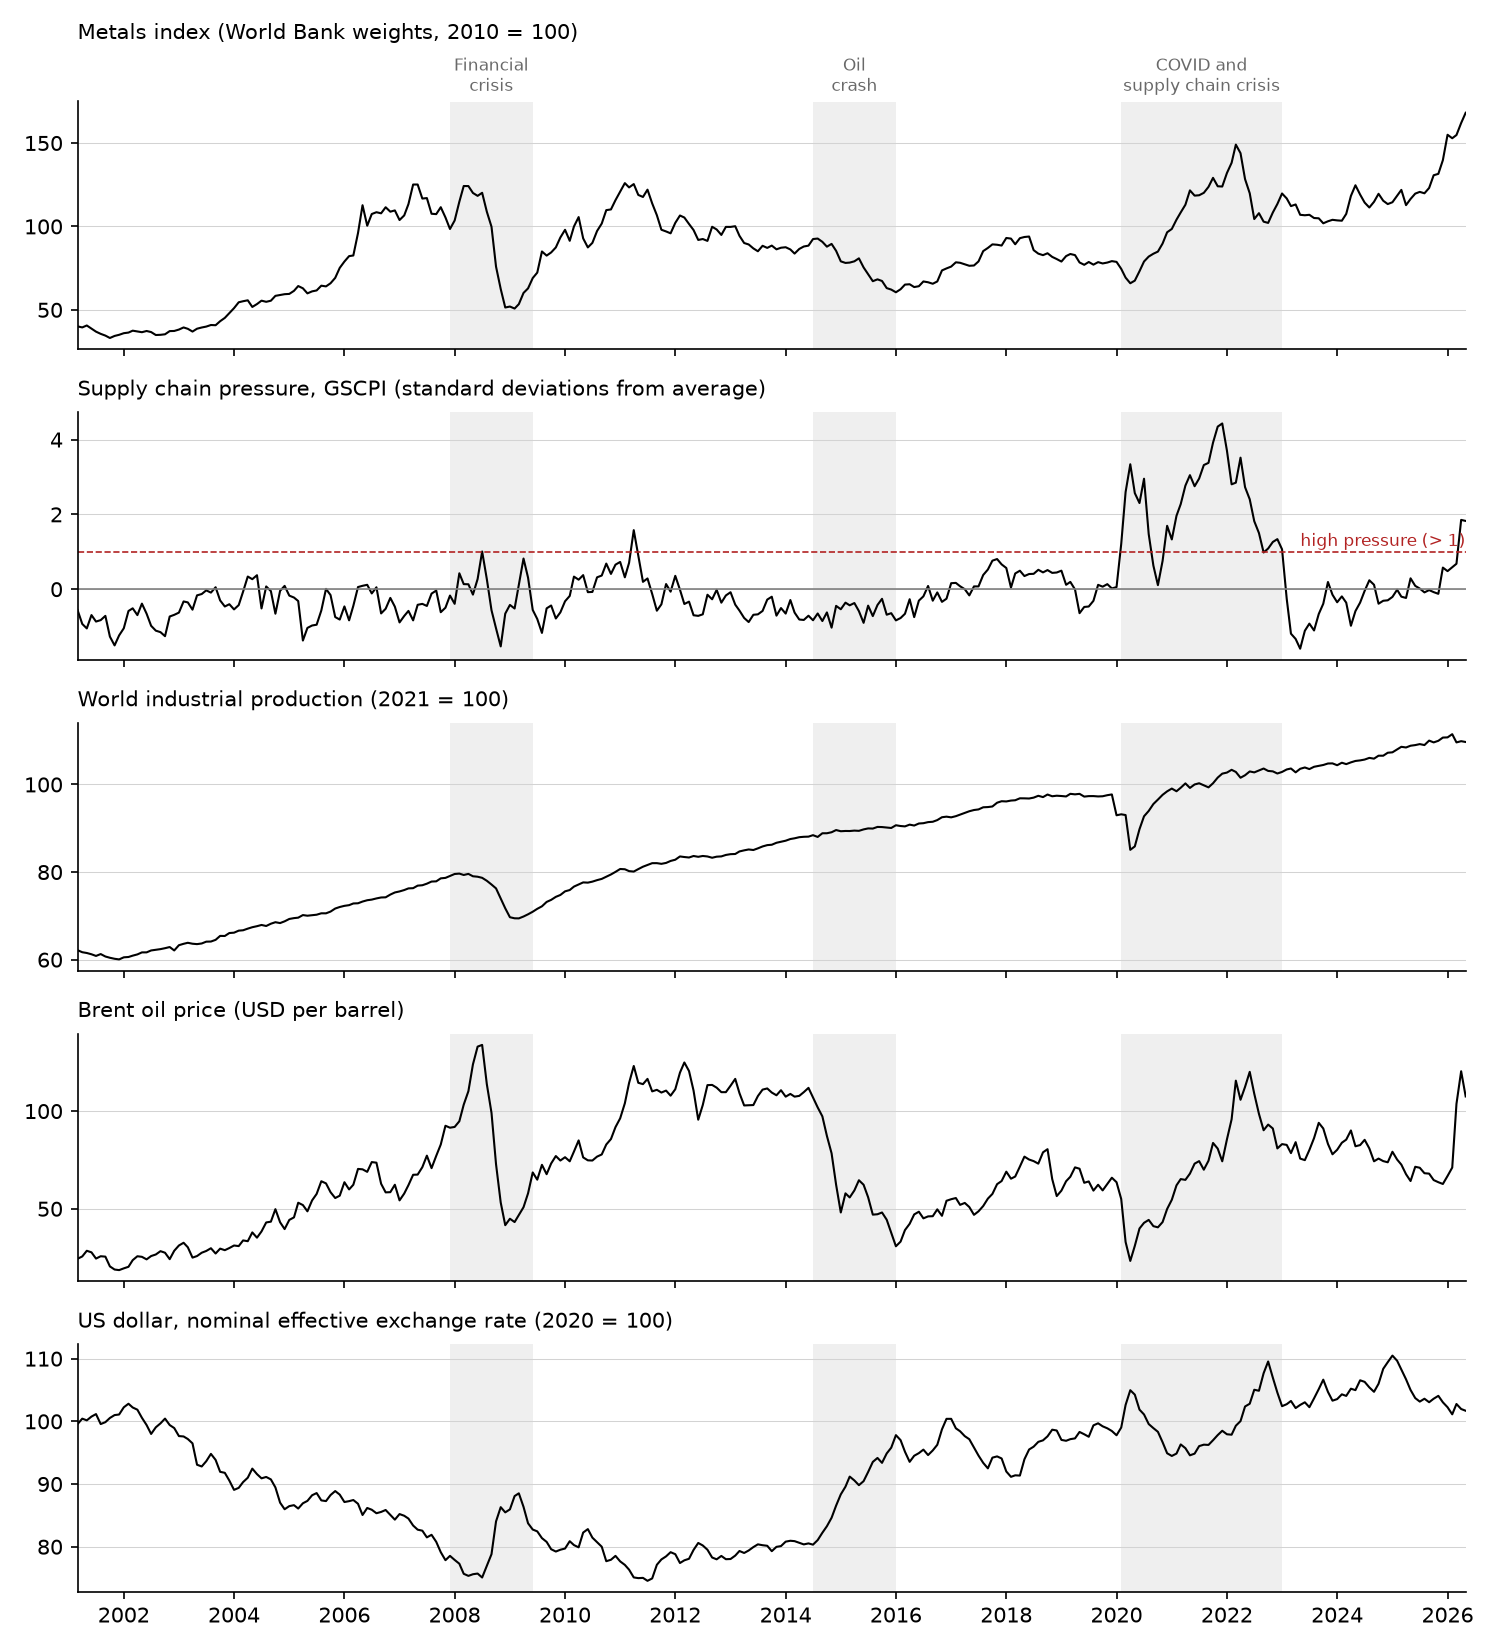 Metals index (World Bank weights, 2010 = 100)
Financial
crisis
Oil
crash
COVID and
supply chain crisis
150
100
50
Supply chain pressure, GSCPI (standard deviations from average)
4
2
high pressure (> 1)
0
World industrial production (2021 = 100)
100
80
60
Brent oil price (USD per barrel)
100
50
US dollar, nominal effective exchange rate (2020 = 100)
110
100
90
80
2002 2004 2006 2008 2010 2012 2014 2016 2018 2020 2022 2024 2026